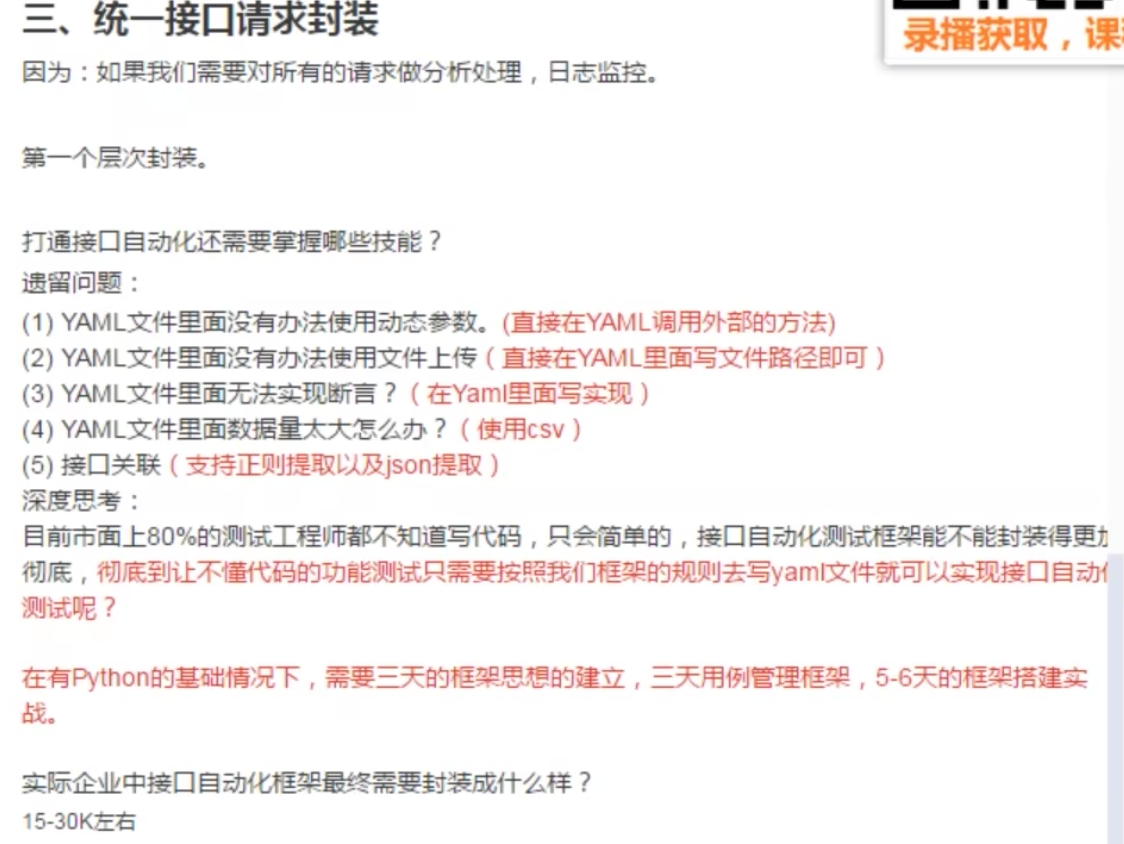 三、统一接口请求封装
录播获取，课
因为：如果我们需要对所有的请求做分析处理，日志监控。
第一个层次封装。
打通接口自动化还需要掌握哪些技能？
遗留问题：
(1) YAML文件里面没有办法使用动态参数。(直接在YAML调用外部的方法)
(2) YAML文件里面没有办法使用文件上传（直接在YAML里面写文件路径即可）
(3) YAML文件里面无法实现断言？（在Yaml里面写实现）
(4) YAML文件里面数据量太大怎么办？（使用csv）
(5) 接口关联（支持正则提取以及json提取）
深度思考：
目前市面上80%的测试工程师都不知道写代码，只会简单的，接口自动化测试框架能不能封装得更加
彻底，彻底到让不懂代码的功能测试只需要按照我们框架的规则去写yaml文件就可以实现接口自动化
测试呢？
在有Python的基础情况下，需要三天的框架思想的建立，三天用例管理框架，5-6天的框架搭建实
战。
实际企业中接口自动化框架最终需要封装成什么样？
15-30K左右